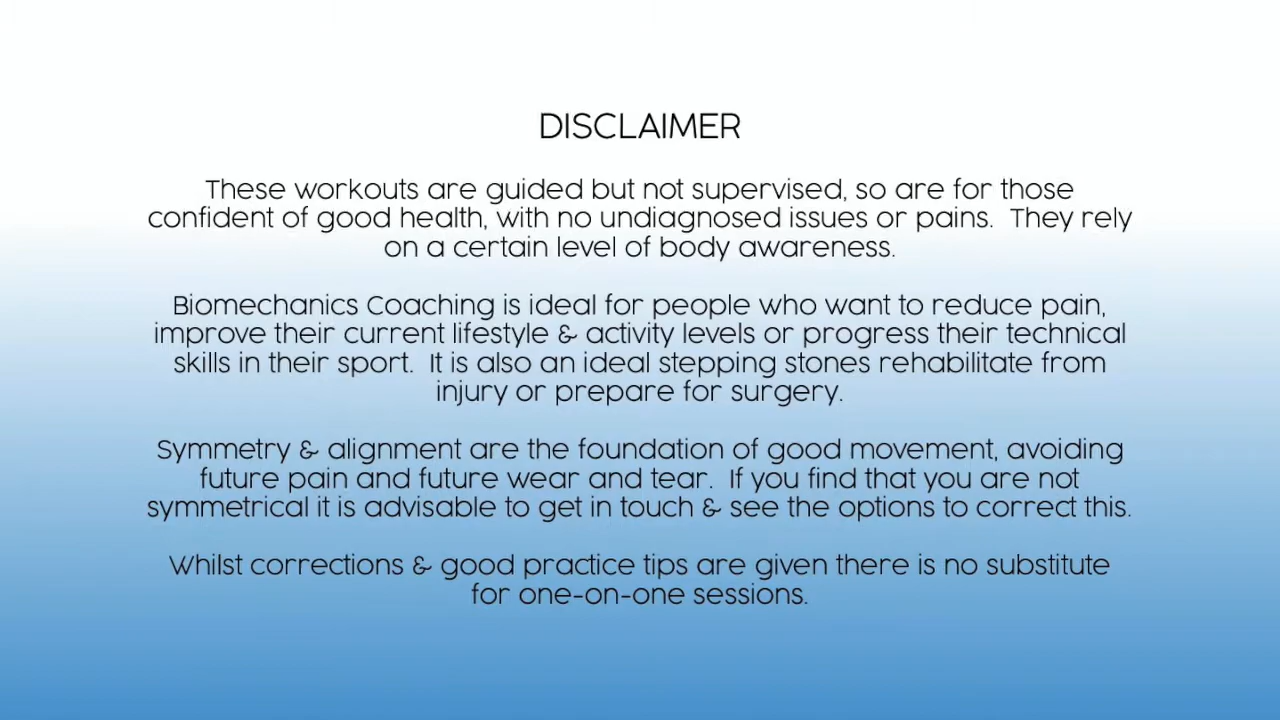 DISCLAIMER
These workouts are guided but not supervised, so are for those
confident of good health, with no undiagnosed issues or pains. They rely
on a certain level of body awareness.
Biomechanics Coaching is ideal for people who want to reduce pain,
improve their current lifestyle & activity levels or progress their technical
skills in their sport. It is also an ideal stepping stones rehabilitate from
injury or prepare for surgery.
Symmetry & alignment are the foundation of good movement, avoiding
future pain and future wear and tear. If you find that you are not
symmetrical it is advisable to get in touch & see the options to correct this.
Whilst corrections & good practice tips are given there is no substitute
for one-on-one sessions.